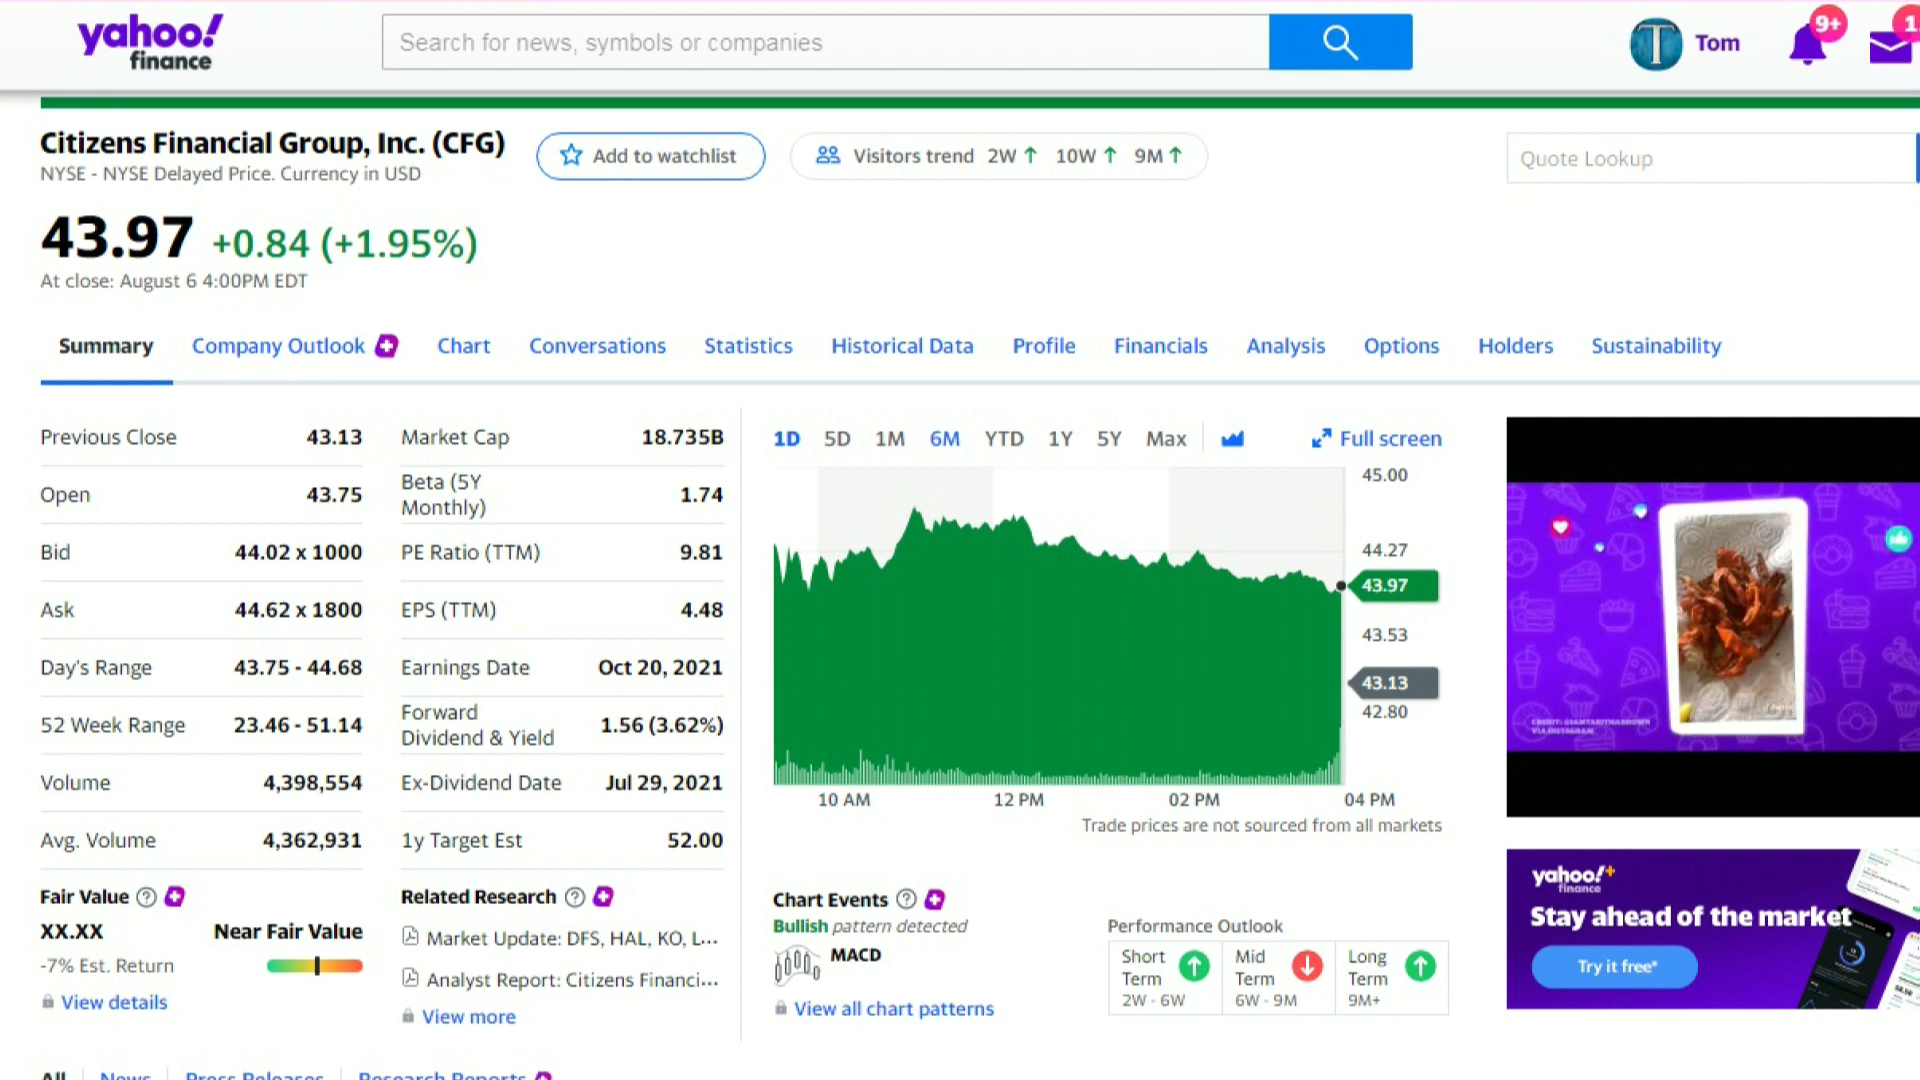 yahoo!
finance
Search for news, symbols or companies
Tom
9+
Citizens Financial Group, Inc. (CFG)
NYSE - NYSE Delayed Price. Currency in USD
Add to watchlist
Visitors trend 2W 10W 9M
Quote Lookup
43.97 +0.84 (+1.95%)
At close: August 6 4:00PM EDT
Summary Company Outlook Chart Conversations Statistics Historical Data Profile Financials Analysis Options Holders Sustainability
Previous Close 43.13
Open 43.75
Bid 44.02 x 1000
Ask 44.62 x 1800
Day's Range 43.75 - 44.68
52 Week Range 23.46 - 51.14
Volume 4,398,554
Avg. Volume 4,362,931
Market Cap 18.735B
Beta (5Y
Monthly) 1.74
PE Ratio (TTM) 9.81
EPS (TTM) 4.48
Earnings Date Oct 20, 2021
Forward
Dividend & Yield 1.56 (3.62%)
Ex-Dividend Date Jul 29, 2021
1y Target Est 52.00
1D 5D 1M 6M YTD 1Y 5Y Max
Full screen
45.00
44.27
43.97
43.53
43.13
42.80
10 AM 12 PM 02 PM 04 PM
Trade prices are not sourced from all markets
Fair Value
XX.XX Near Fair Value
-7% Est. Return
View details
Related Research
Market Update: DFS, HAL, KO, L...
Analyst Report: Citizens Financi...
View more
Chart Events
Bullish pattern detected
MACD
View all chart patterns
Performance Outlook
Short
Term
2W - 6W
Mid
Term
6W - 9M
Long
Term
9M+
VIA INSTAGRAM
yahoo!+
finance
Stay ahead of the market
Try it free*
All News Press Releases Research Reports